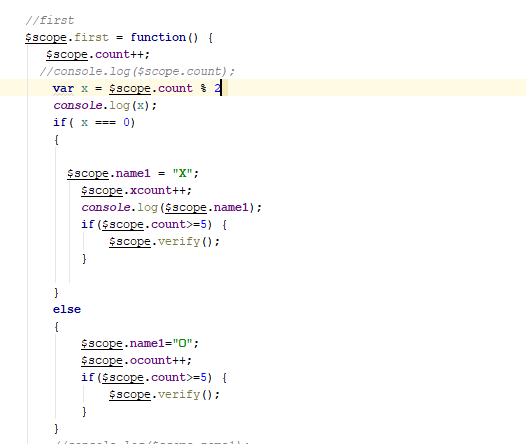 //first
$scope.first = function() {
$scope.count++;
//console.log($scope.count);
var x = $scope.count % 2
console.log(x);
if( x === 0)
{
$scope.name1 = "X";
$scope.xcount++;
console.log($scope.name1);
if($scope.count>=5) {
$scope.verify();
}
}
else
{
$scope.name1="O";
$scope.ocount++;
if($scope.count>=5) {
$scope.verify();
}
}
//console.log($scope.name1);